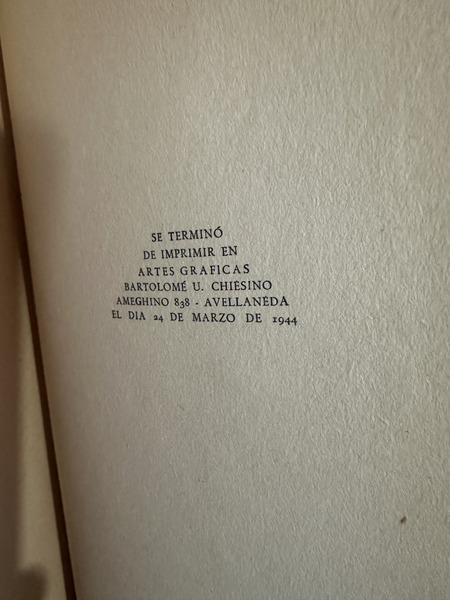 SE TERMINÓ
DE IMPRIMIR EN
ARTES GRAFICAS
BARTOLOMÉ U. CHIESINO
AMEGHINO 838 - AVELLANEDA
EL DIA 24 DE MARZO DE 1944